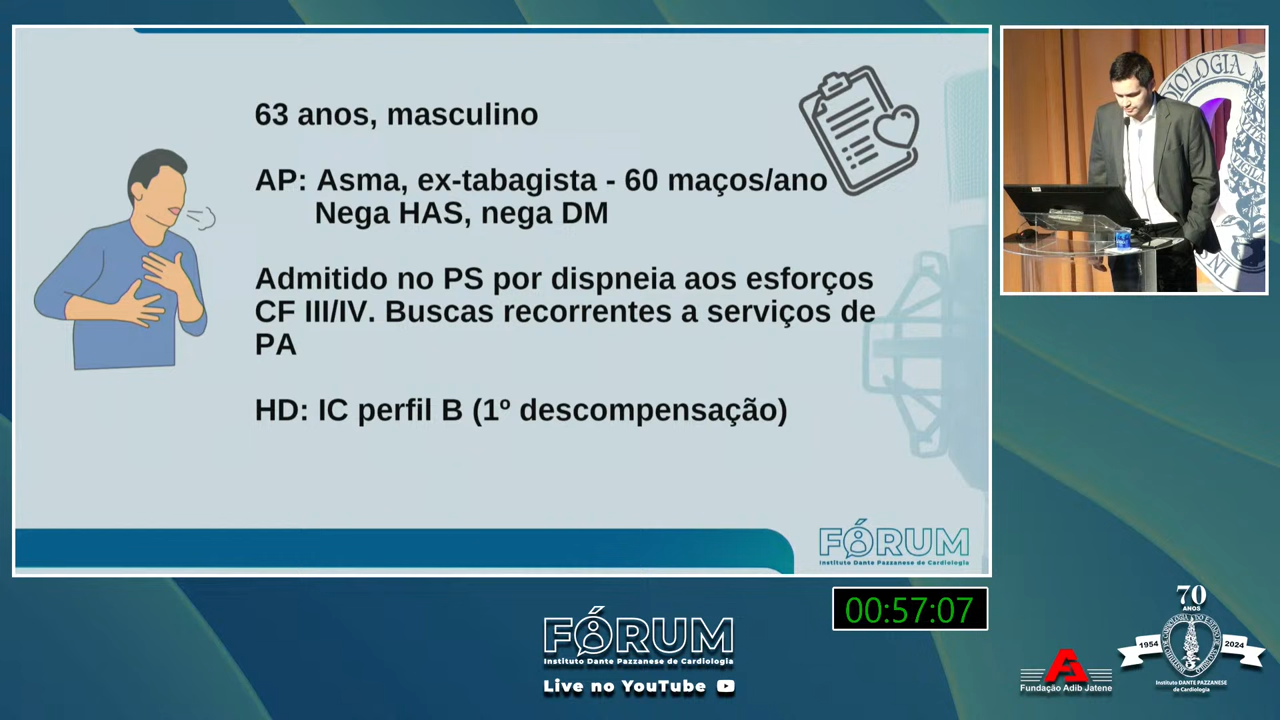 63 anos, masculino
AP: Asma, ex-tabagista - 60 maços/ano
Nega HAS, nega DM
Admitido no PS por dispneia aos esforços
CF III/IV. Buscas recorrentes a serviços de
PA
HD: IC perfil B (1º descompensação)
FÓRUM
Instituto Dante Pazzanese de Cardiologia
00:57:07
FÓRUM
Instituto Dante Pazzanese de Cardiologia
Live no YouTube
Fundação Adib Jatene
70
ANOS
1954
2024
Instituto DANTE PAZZANESE
de Cardiologia